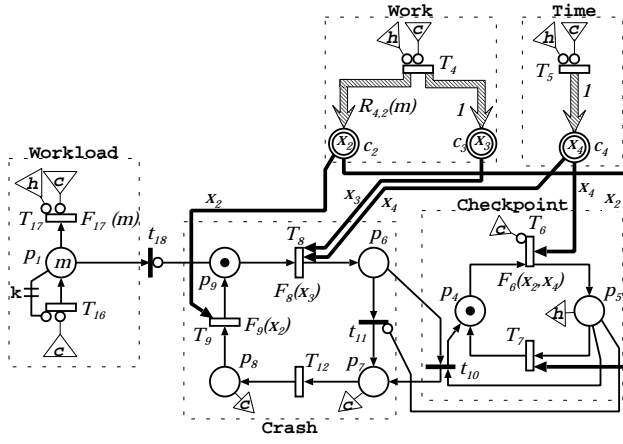 Work
Time
h
c
T4
h
c
T5
R4,2(m)
1
1
x2
c2
c3
x3
x4
c4
Workload
h
c
T17
F17(m)
x2
x3
x4
x4
x2
Checkpoint
p1
m
t18
k
T16
c
p9
T8
F8(x3)
p6
c
T6
F6(x2,x4)
p4
p5
h
T9
F9(x2)
t11
T7
p8
T12
p7
t10
c
c
Crash